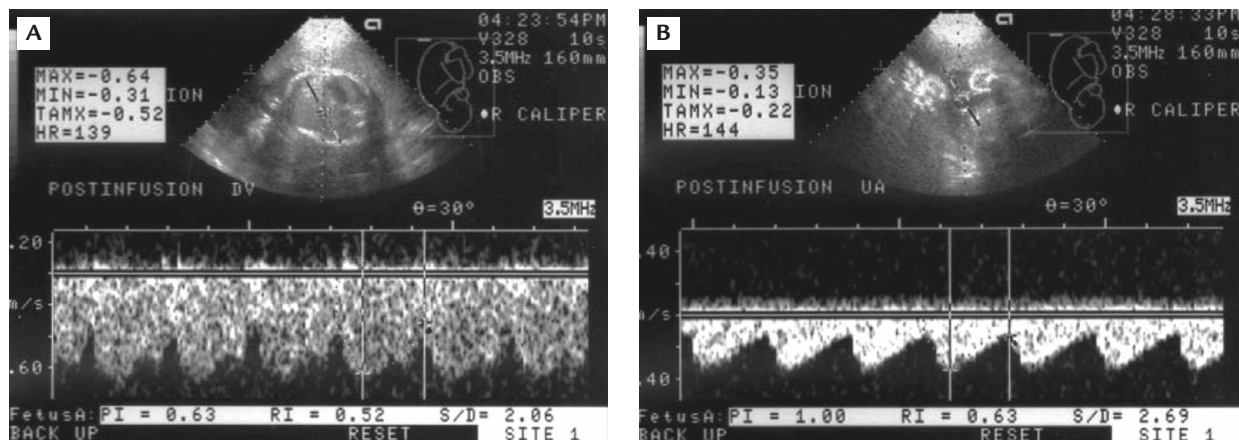 A
04:23:54PM
V328 10s
3.5MHz 160mm
OBS
R CALIPER
MAX=-0.64
MIN=-0.31 ION
TAMX=-0.52
HR=139
POSTINFUSION DV
θ=30°
3.5MHz
.20
m/s
.60
FetusA: PI = 0.63 RI = 0.52 S/D= 2.06
BACK UP RESET SITE 1
B
04:28:33PM
V328 10s
3.5MHz 160mm
OBS
R CALIPER
MAX=-0.35
MIN=-0.13 ION
TAMX=-0.22
HR=144
POSTINFUSION UA
θ=30°
3.5MHz
.40
/s
.40
FetusA: PI = 1.00 RI = 0.63 S/D= 2.69
BACK UP RESET SITE 1